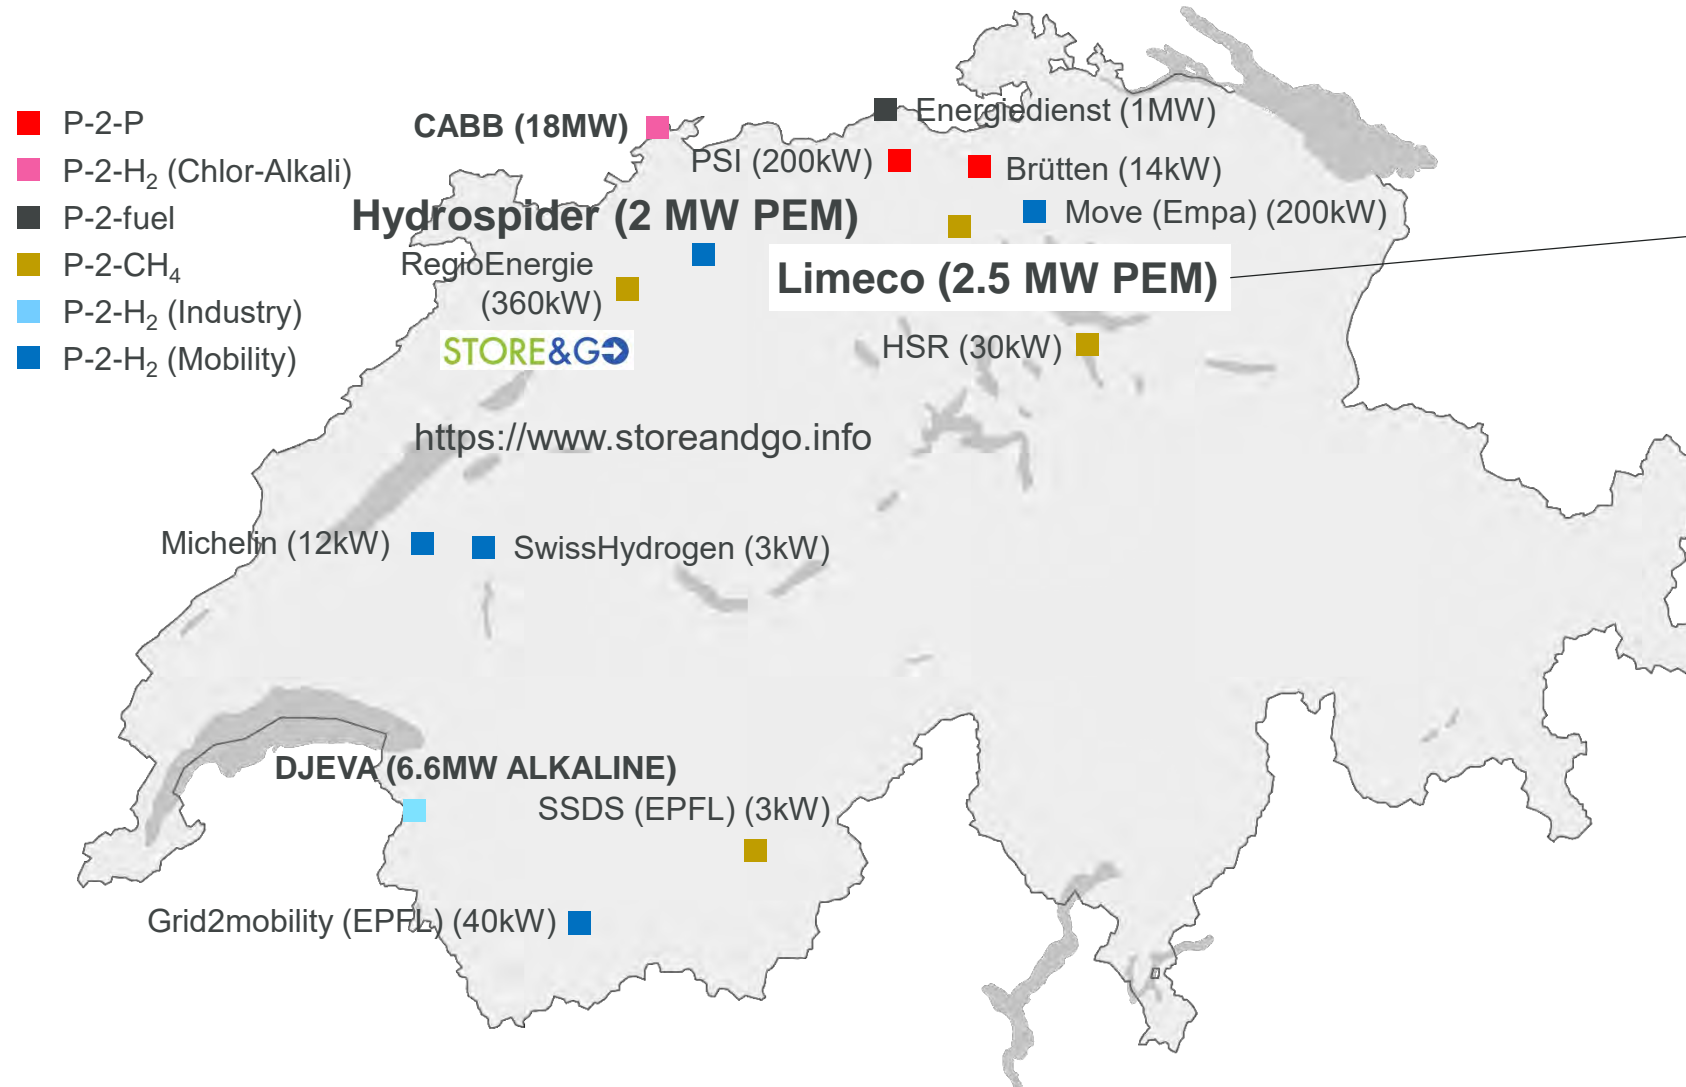 P-2-P
P-2-H₂ (Chlor-Alkali)
P-2-fuel
P-2-CH₄
P-2-H₂ (Industry)
P-2-H₂ (Mobility)
CABB (18MW)
Energiedienst (1MW)
PSI (200kW)
Brütten (14kW)
Hydrospider (2 MW PEM)
Move (Empa) (200kW)
RegioEnergie
(360kW)
Limeco (2.5 MW PEM)
STORE&GO
HSR (30kW)
https://www.storeandgo.info
Michelin (12kW)
SwissHydrogen (3kW)
DJEVA (6.6MW ALKALINE)
SSDS (EPFL) (3kW)
Grid2mobility (EPFL) (40kW)